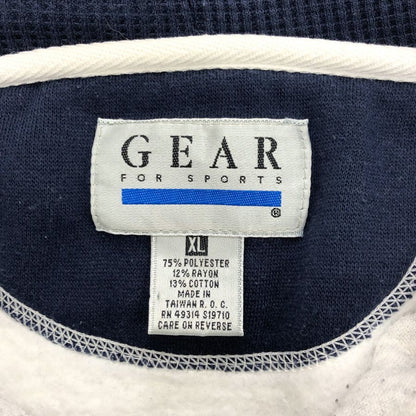 GEAR
FOR SPORTS
®
XL
75% POLYESTER
12% RAYON
13% COTTON
MADE IN
TAIWAN R. O. C.
RN 49314 S19710
CARE ON REVERSE